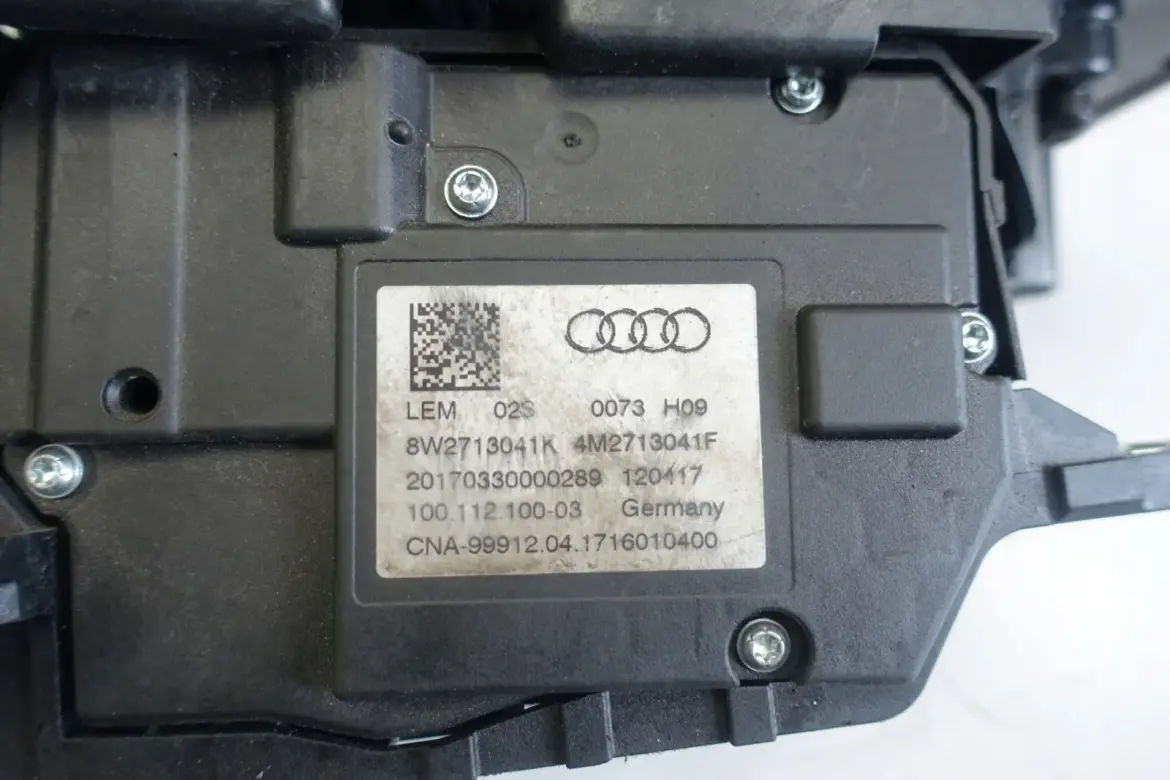 LEM 02S 0073 H09
8W2713041K 4M2713041F
20170330000289 120417
100.112.100-03 Germany
CNA-99912.04.1716010400